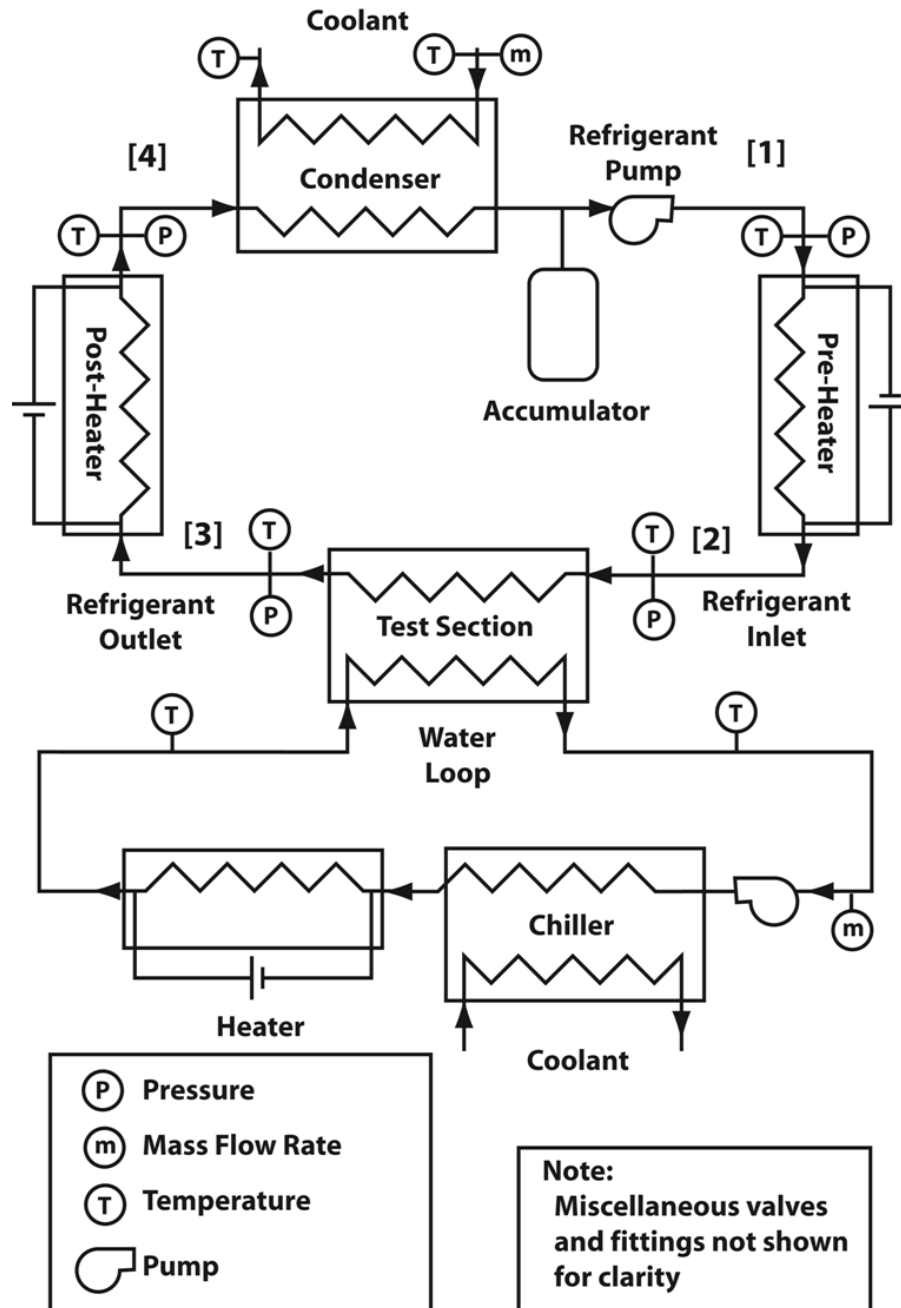 Coolant
T
T
m
[4]
Condenser
Refrigerant
Pump
[1]
T
P
T
P
Post-Heater
Pre-Heater
Accumulator
[3]
T
T
[2]
P
P
Refrigerant
Outlet
Test Section
Refrigerant
Inlet
T
T
Water
Loop
Chiller
m
Heater
Coolant
P
Pressure
m
Mass Flow Rate
T
Temperature
Pump
Note:
Miscellaneous valves
and fittings not shown
for clarity